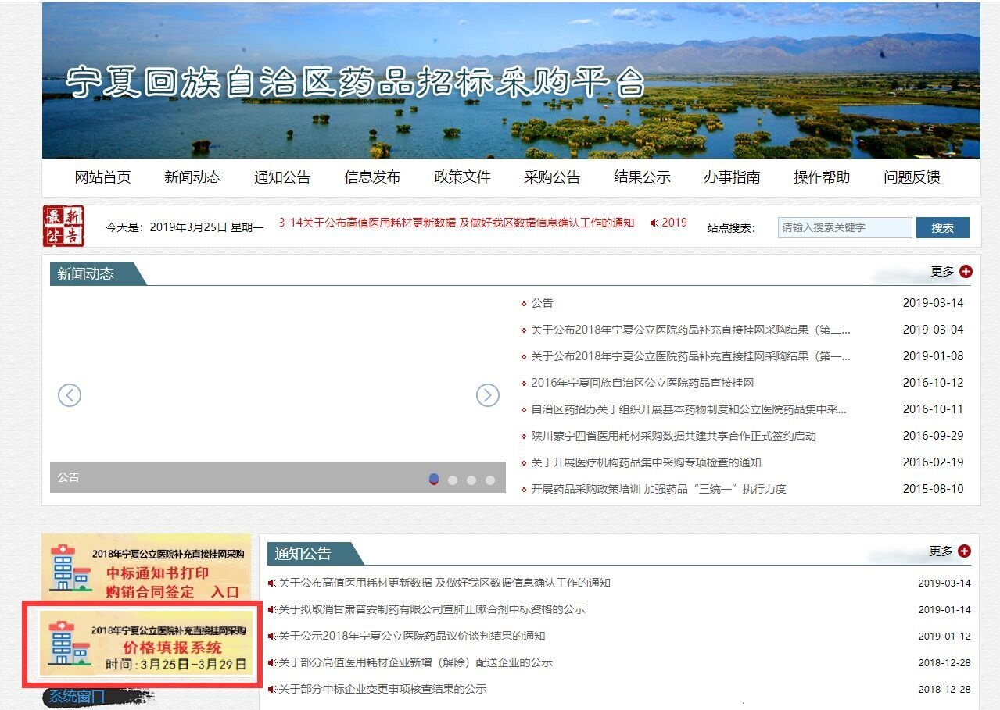 宁夏回族自治区药品招标采购平台
网站首页 新闻动态 通知公告 信息发布 政策文件 采购公告 结果公示 办事指南 操作帮助 问题反馈
最新公告
今天是：2019年3月25日 星期一 3-14关于公布高值医用耗材更新数据 及做好我区数据信息确认工作的通知 2019 站点搜索： 请输入搜索关键字 搜索
新闻动态 更多
公告 2019-03-14
关于公布2018年宁夏公立医院药品补充直接挂网采购结果（第二... 2019-03-04
关于公布2018年宁夏公立医院药品补充直接挂网采购结果（第一... 2019-01-08
2016年宁夏回族自治区公立医院药品直接挂网 2016-10-12
自治区药招办关于组织开展基本药物制度和公立医院药品集中采... 2016-10-11
陕川蒙宁四省医用耗材采购数据共建共享合作正式签约启动 2016-09-29
关于开展医疗机构药品集中采购专项检查的通知 2016-02-19
开展药品采购政策培训 加强药品“三统一”执行力度 2015-08-10
公告
2018年宁夏公立医院补充直接挂网采购
中标通知书打印
购销合同签定 入口
2018年宁夏公立医院补充直接挂网采购
价格填报系统
时间:3月25日-3月29日
系统窗口
通知公告 更多
关于公布高值医用耗材更新数据 及做好我区数据信息确认工作的通知 2019-03-14
关于拟取消甘肃普安制药有限公司宣肺止嗽合剂中标资格的公示 2019-01-14
关于公示2018年宁夏公立医院药品议价谈判结果的通知 2019-01-12
关于部分高值医用耗材企业新增（解除）配送企业的公示 2018-12-28
关于部分中标企业变更事项核查结果的公示 2018-12-28